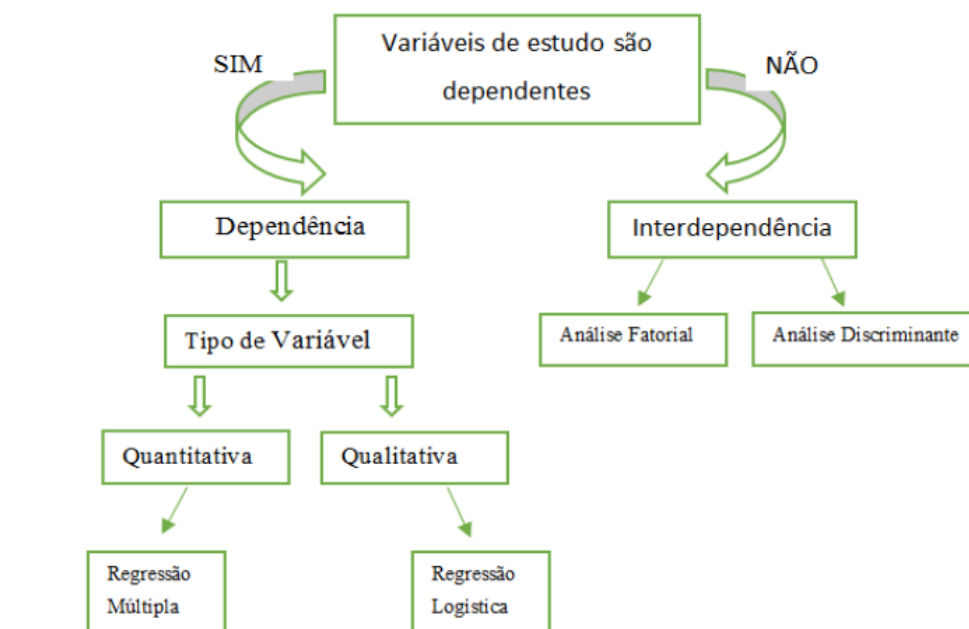 Variáveis de estudo são
dependentes
SIM
NÃO
Dependência
Interdependência
Tipo de Variável
Análise Fatorial
Análise Discriminante
Quantitativa
Qualitativa
Regressão
Múltipla
Regressão
Logistica